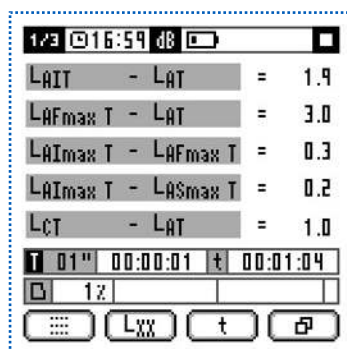 1/3 16:59 dB
LAIT - LAT = 1.9
LAFmax T - LAT = 3.0
LAImax T - LAFmax T = 0.3
LAImax T - LASmax T = 0.2
LCT - LAT = 1.0
T 01" 00:00:01 t 00:01:04
1%
LXX t